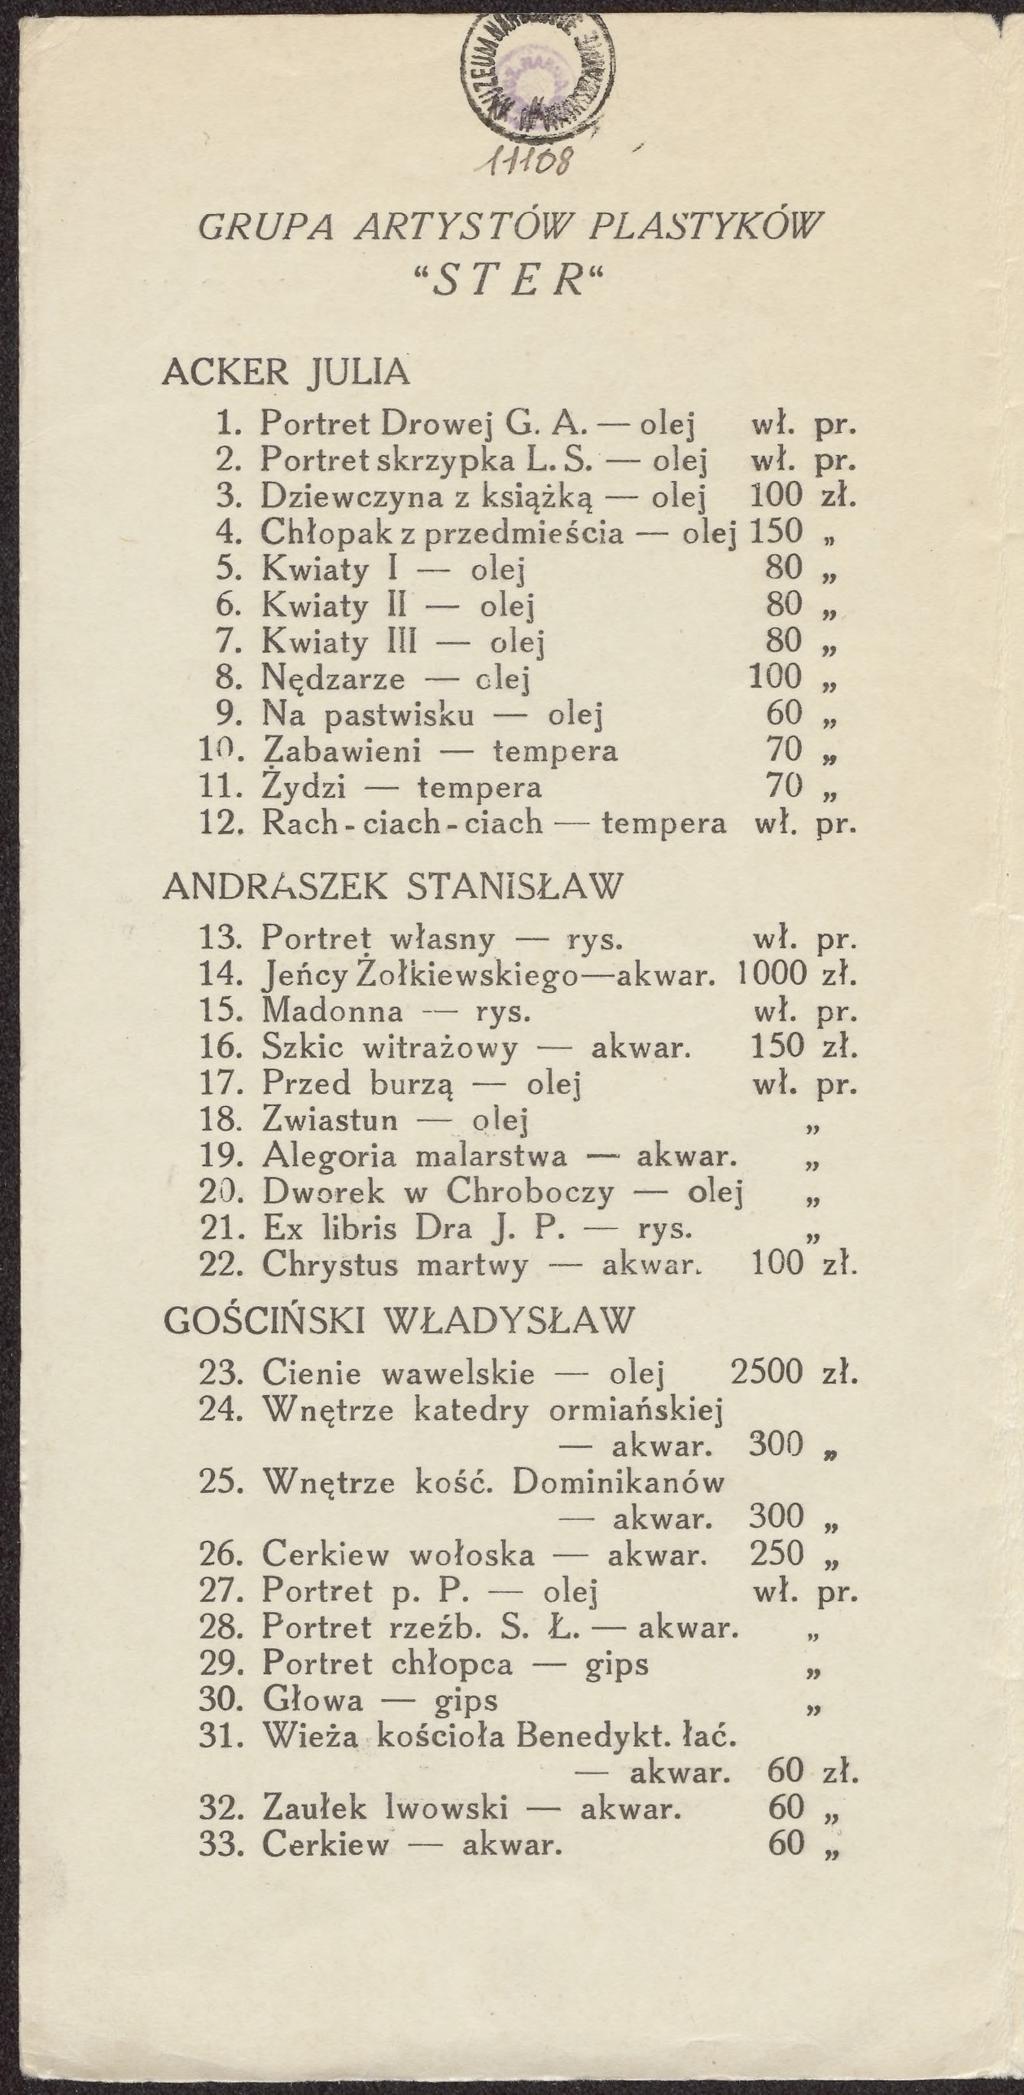 MUZEUM NARODOWE W WARSZAWIE
11108
GRUPA ARTYSTÓW PLASTYKÓW
“STER“
ACKER JULIA
1. Portret Drowej G. A. — olej wł. pr.
2. Portret skrzypka L. S. — olej wł. pr.
3. Dziewczyna z książką — olej 100 zł.
4. Chłopak z przedmieścia — olej 150 „
5. Kwiaty I — olej 80 „
6. Kwiaty II — olej 80 „
7. Kwiaty III — olej 80 „
8. Nędzarze — olej 100 „
9. Na pastwisku — olej 60 „
10. Zabawieni — tempera 70 „
11. Żydzi — tempera 70 „
12. Rach-ciach-ciach — tempera wł. pr.
ANDRASZEK STANISŁAW
13. Portret własny — rys. wł. pr.
14. Jeńcy Żołkiewskiego—akwar. 1000 zł.
15. Madonna — rys. wł. pr.
16. Szkic witrażowy — akwar. 150 zł.
17. Przed burzą — olej wł. pr.
18. Zwiastun — olej „
19. Alegoria malarstwa — akwar. „
20. Dworek w Chroboczy — olej „
21. Ex libris Dra J. P. — rys. „
22. Chrystus martwy — akwar. 100 zł.
GOŚCIŃSKI WŁADYSŁAW
23. Cienie wawelskie — olej 2500 zł.
24. Wnętrze katedry ormiańskiej
— akwar. 300 „
25. Wnętrze kość. Dominikanów
— akwar. 300 „
26. Cerkiew wołoska — akwar. 250 „
27. Portret p. P. — olej wł. pr.
28. Portret rzeźb. S. Ł. — akwar. „
29. Portret chłopca — gips „
30. Głowa — gips „
31. Wieża kościoła Benedykt. łać.
— akwar. 60 zł.
32. Zaułek lwowski — akwar. 60 „
33. Cerkiew — akwar. 60 „